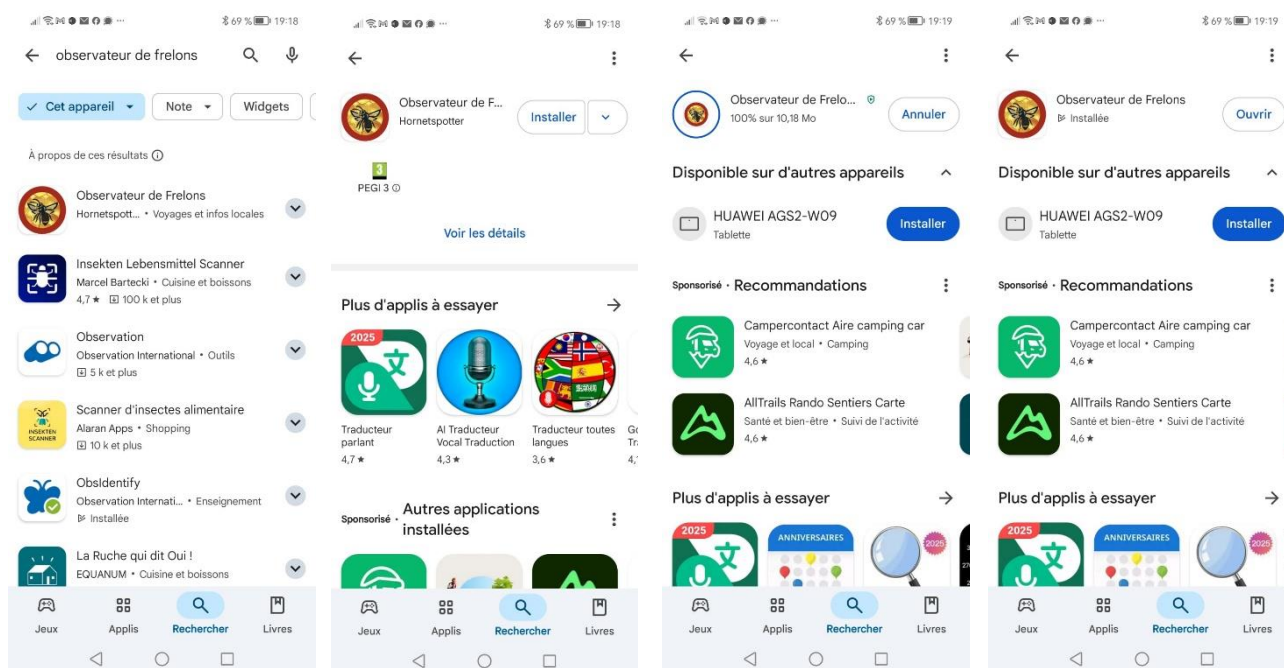 69 % 19:18
observateur de frelons
Cet appareil
Note
Widgets
À propos de ces résultats
Observateur de Frelons
Hornetspott... • Voyages et infos locales
Insekten Lebensmittel Scanner
Marcel Bartecki • Cuisine et boissons
4,7 ★ 100 k et plus
Observation
Observation International • Outils
5 k et plus
INSEKTEN
SCANNER
Scanner d'insectes alimentaire
Alaran Apps • Shopping
10 k et plus
ObsIdentify
Observation Internati... • Enseignement
Installée
La Ruche qui dit Oui !
EQUANUM • Cuisine et boissons
Jeux
Applis
Rechercher
Livres
69 % 19:18
Observateur de F...
Hornetspotter
Installer
3
PEGI 3
Voir les détails
Plus d'applis à essayer
2025
Traducteur
parlant
4,7 ★
AI Traducteur
Vocal Traduction
4,3 ★
Traducteur toutes
langues
3,6 ★
Sponsorisé • Autres applications
installées
Jeux
Applis
Rechercher
Livres
69 % 19:19
Observateur de Frelo...
100% sur 10,18 Mo
Annuler
Disponible sur d'autres appareils
HUAWEI AGS2-W09
Tablette
Installer
Sponsorisé • Recommandations
Campercontact Aire camping car
Voyage et local • Camping
4,6 ★
AllTrails Rando Sentiers Carte
Santé et bien-être • Suivi de l'activité
4,6 ★
Plus d'applis à essayer
2025
ANNIVERSAIRES
2025
Jeux
Applis
Rechercher
Livres
69 % 19:19
Observateur de Frelons
Installée
Ouvrir
Disponible sur d'autres appareils
HUAWEI AGS2-W09
Tablette
Installer
Sponsorisé • Recommandations
Campercontact Aire camping car
Voyage et local • Camping
4,6 ★
AllTrails Rando Sentiers Carte
Santé et bien-être • Suivi de l'activité
4,6 ★
Plus d'applis à essayer
2025
ANNIVERSAIRES
2025
Jeux
Applis
Rechercher
Livres